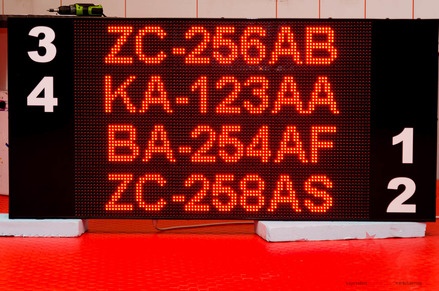 3 ZC-256AB
4 KA-123AA
BA-254AF 1
ZC-258AS 2